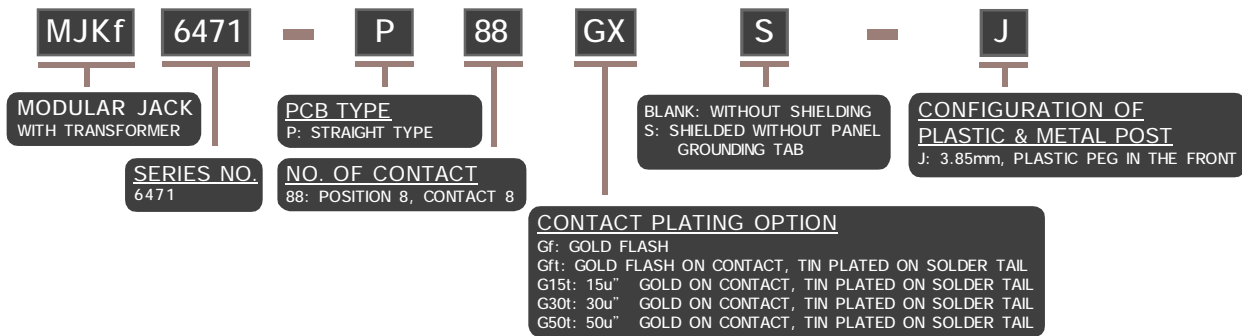 MJKf 6471 - P 88 GX S - J
MODULAR JACK
WITH TRANSFORMER
SERIES NO.
6471
PCB TYPE
P: STRAIGHT TYPE
NO. OF CONTACT
88: POSITION 8, CONTACT 8
CONTACT PLATING OPTION
Gf: GOLD FLASH
Gft: GOLD FLASH ON CONTACT, TIN PLATED ON SOLDER TAIL
G15t: 15u" GOLD ON CONTACT, TIN PLATED ON SOLDER TAIL
G30t: 30u" GOLD ON CONTACT, TIN PLATED ON SOLDER TAIL
G50t: 50u" GOLD ON CONTACT, TIN PLATED ON SOLDER TAIL
BLANK: WITHOUT SHIELDING
S: SHIELDED WITHOUT PANEL
GROUNDING TAB
CONFIGURATION OF
PLASTIC & METAL POST
J: 3.85mm, PLASTIC PEG IN THE FRONT